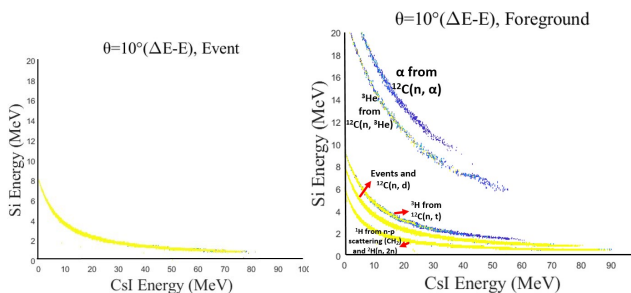 θ=10°(ΔE-E), Event
20
18
16
14
12
10
8
6
4
2
0
Si Energy (MeV)
0 10 20 30 40 50 60 70 80 90 100
CsI Energy (MeV)
θ=10°(ΔE-E), Foreground
20
18
16
14
12
10
8
6
4
2
0
Si Energy (MeV)
α from
¹²C(n, α)
³He
from
¹²C(n, ³He)
Events and
¹²C(n, d)
³H from
¹²C(n, t)
¹H from n-p
scattering (CH₂)
and ²H(n, 2n)
0 10 20 30 40 50 60 70 80 90
CsI Energy (MeV)